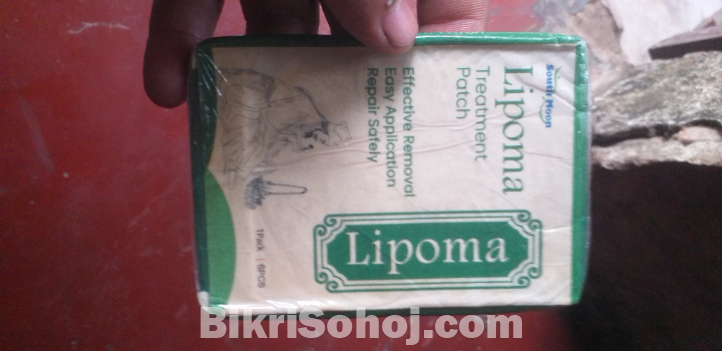 South Moon
Lipoma
Treatment
Patch
Effective Removal
Easy Application
Repair Safely
Lipoma
1Pack | 6PCS
BikriSohoj.com